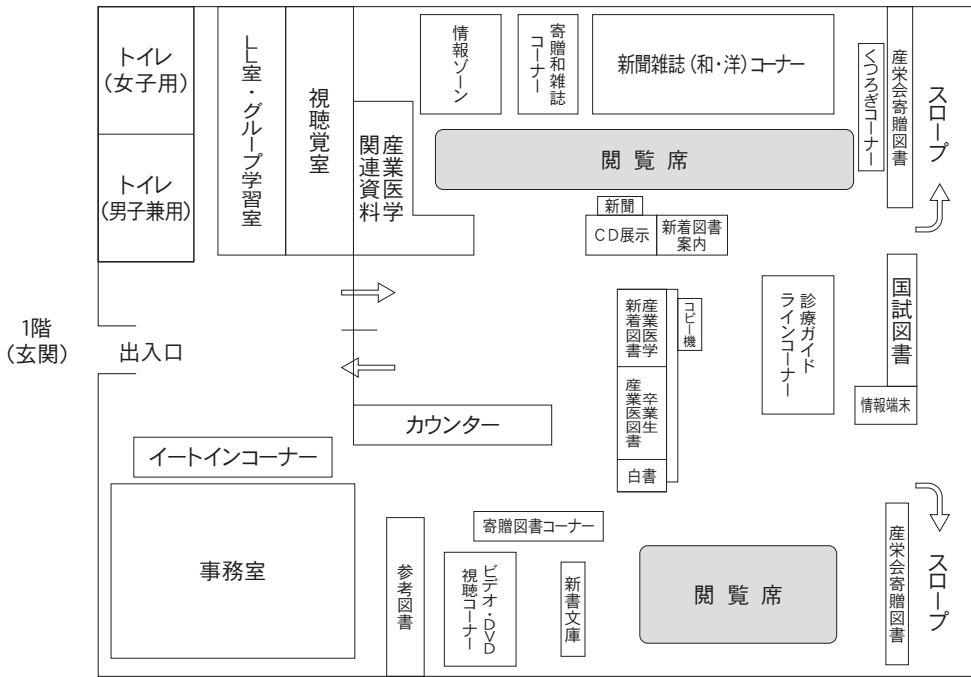 トイレ
（女子用）
トイレ
（男子兼用）
LL室・グループ学習室
視聴覚室
産業医学
関連資料
情報ゾーン
寄贈和雑誌
コーナー
新聞雑誌（和・洋）コーナー
くつろぎコーナー
産栄会寄贈図書
スロープ
閲覧席
新聞
CD展示
新着図書
案内
1階
（玄関）
出入口
産業医学
新着図書
コピー機
卒業生
産業医図書
白書
診療ガイド
ラインコーナー
国試図書
情報端末
カウンター
イートインコーナー
事務室
参考図書
寄贈図書コーナー
ビデオ・DVD
視聴コーナー
新書文庫
閲覧席
産栄会寄贈図書
スロープ